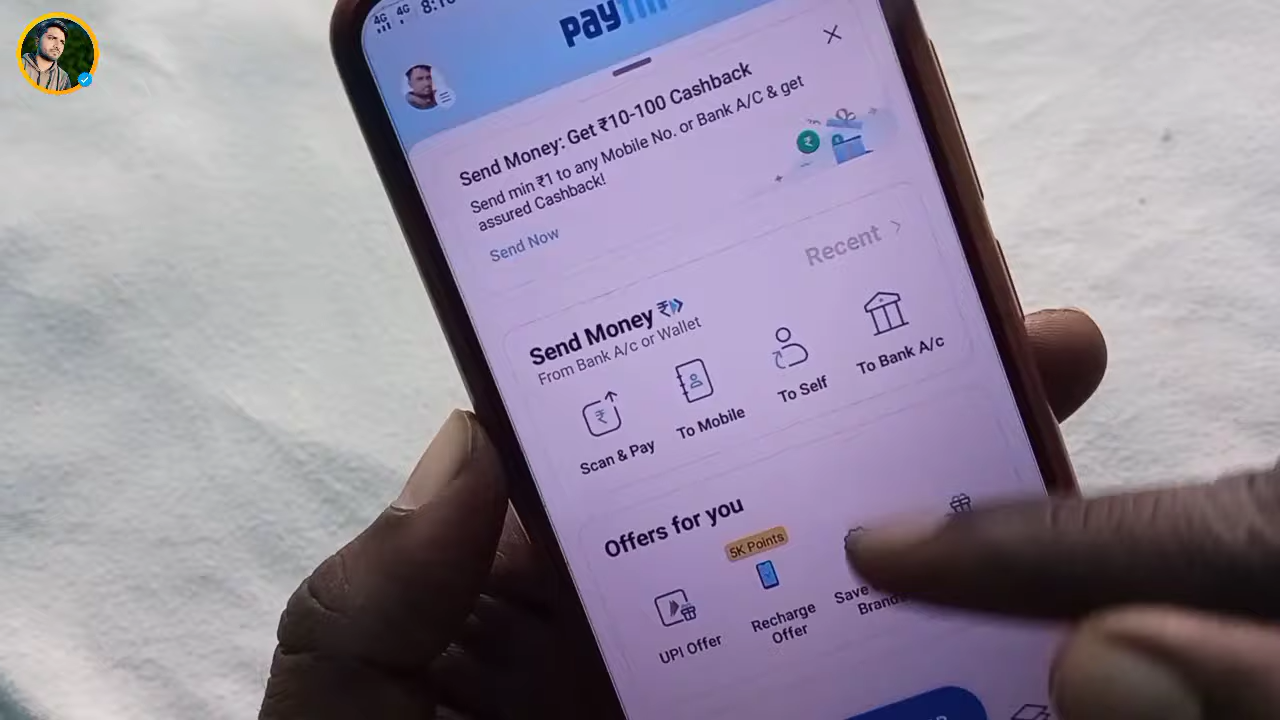 4G 4G
paytm
Send Money: Get ₹10-100 Cashback
Send min ₹1 to any Mobile No. or Bank A/C & get
assured Cashback!
Send Now
Recent
Send Money
From Bank A/c or Wallet
Scan & Pay
To Mobile
To Self
To Bank A/c
Offers for you
5K Points
UPI Offer
Recharge
Offer
Save